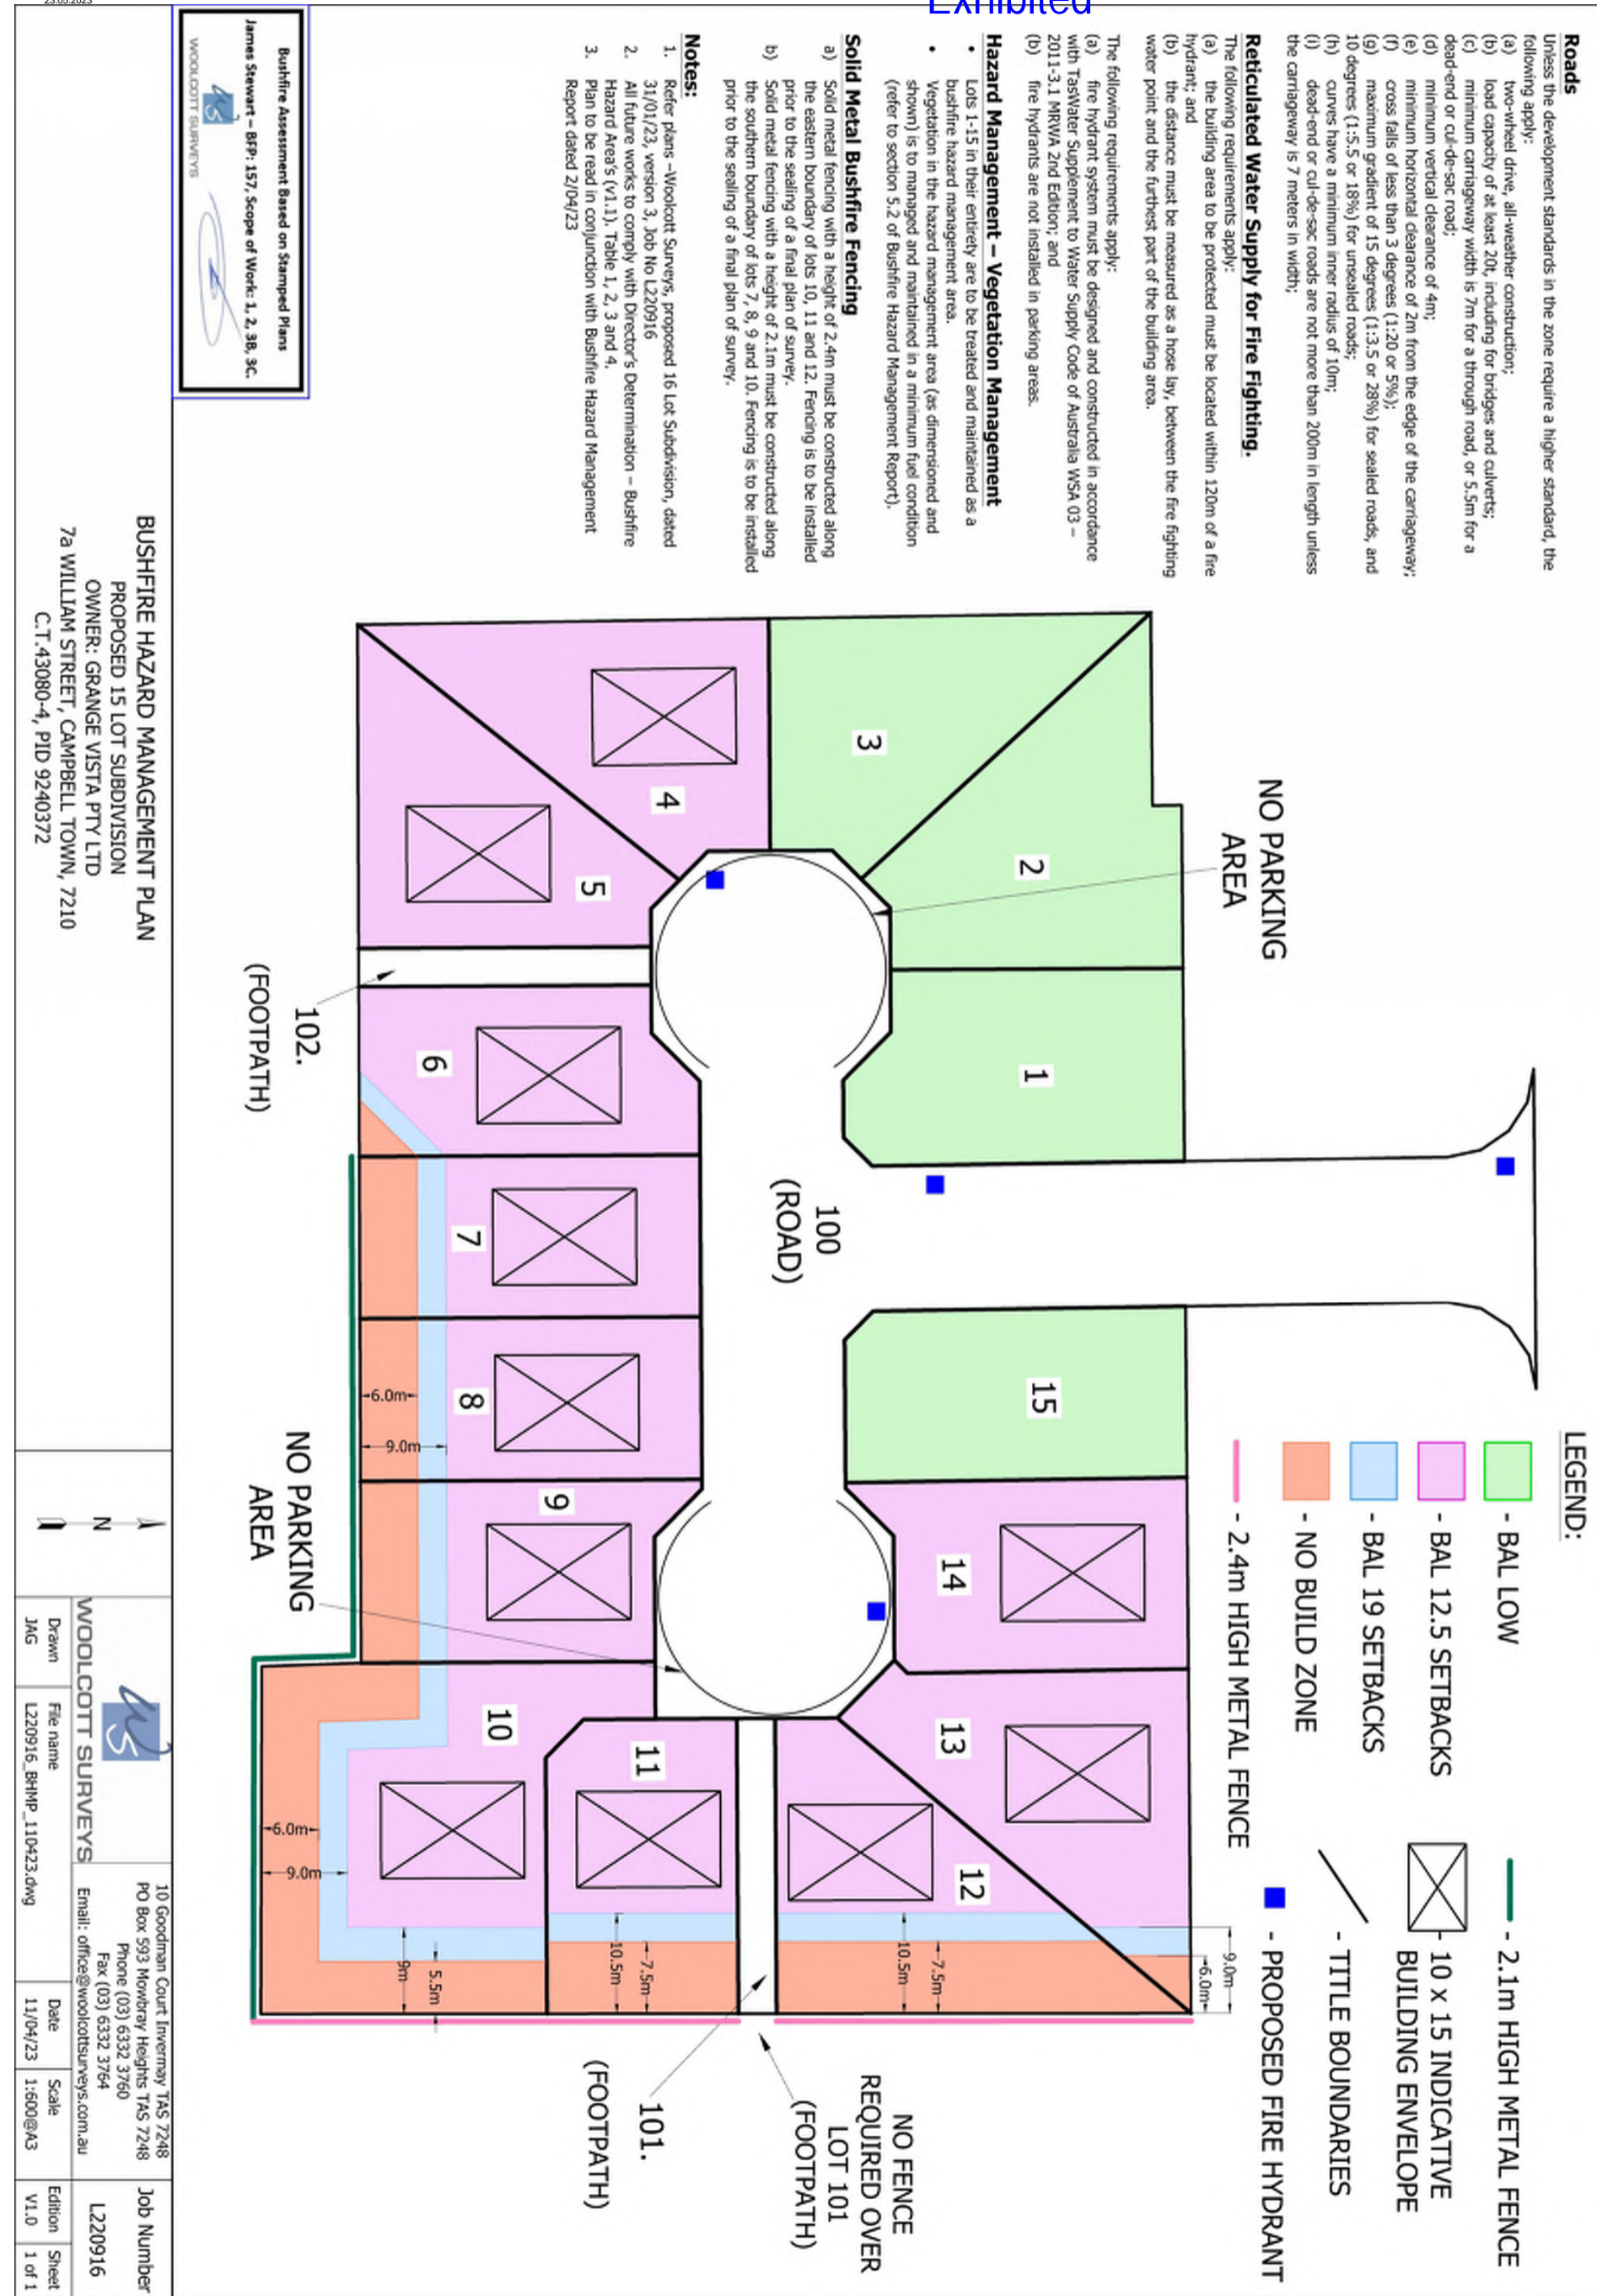 23.05.2023
Exhibited
Roads
Unless the development standards in the zone require a higher standard, the
following apply:
(a) two-wheel drive, all-weather construction;
(b) load capacity of at least 20t, including for bridges and culverts;
(c) minimum carriageway width is 7m for a through road, or 5.5m for a
dead-end or cul-de-sac road;
(d) minimum vertical clearance of 4m;
(e) minimum horizontal clearance of 2m from the edge of the carriageway;
(f) cross falls of less than 3 degrees (1:20 or 5%);
(g) maximum gradient of 15 degrees (1:3.5 or 28%) for sealed roads, and
10 degrees (1:5.5 or 18%) for unsealed roads;
(h) curves have a minimum inner radius of 10m;
(i) dead-end or cul-de-sac roads are not more than 200m in length unless
the carriageway is 7 meters in width;
Reticulated Water Supply for Fire Fighting.
The following requirements apply:
(a) the building area to be protected must be located within 120m of a fire
hydrant; and
(b) the distance must be measured as a hose lay, between the fire fighting
water point and the furthest part of the building area.
The following requirements apply:
(a) fire hydrant system must be designed and constructed in accordance
with TasWater Supplement to Water Supply Code of Australia WSA 03 –
2011-3.1 MRWA 2nd Edition; and
(b) fire hydrants are not installed in parking areas.
Hazard Management – Vegetation Management
• Lots 1-15 in their entirety are to be treated and maintained as a
bushfire hazard management area.
• Vegetation in the hazard management area (as dimensioned and
shown) is to managed and maintained in a minimum fuel condition
(refer to section 5.2 of Bushfire Hazard Management Report).
Solid Metal Bushfire Fencing
a) Solid metal fencing with a height of 2.4m must be constructed along
the eastern boundary of lots 10, 11 and 12. Fencing is to be installed
prior to the sealing of a final plan of survey.
b) Solid metal fencing with a height of 2.1m must be constructed along
the southern boundary of lots 7, 8, 9 and 10. Fencing is to be installed
prior to the sealing of a final plan of survey.
Notes:
1. Refer plans –Woolcott Surveys, proposed 16 Lot Subdivision, dated
31/01/23, version 3, Job No L220916
2. All future works to comply with Director's Determination – Bushfire
Hazard Area's (v1.1). Table 1, 2, 3 and 4.
3. Plan to be read in conjunction with Bushfire Hazard Management
Report dated 2/04/23
Bushfire Assessment Based on Stamped Plans
James Stewart – BFP: 157, Scope of Work: 1, 2, 3B, 3C.
WS
WOOLCOTT SURVEYS
LEGEND:
- BAL LOW
- BAL 12.5 SETBACKS
- BAL 19 SETBACKS
- NO BUILD ZONE
- 2.4m HIGH METAL FENCE
- 2.1m HIGH METAL FENCE
- 10 x 15 INDICATIVE
BUILDING ENVELOPE
- TITLE BOUNDARIES
- PROPOSED FIRE HYDRANT
NO PARKING
AREA
3
2
1
15
14
13
12
4
5
6
7
8
9
10
11
100
(ROAD)
102.
(FOOTPATH)
NO PARKING
AREA
101.
(FOOTPATH)
NO FENCE
REQUIRED OVER
LOT 101
(FOOTPATH)
6.0m
9.0m
6.0m
9.0m
9m
5.5m
10.5m
7.5m
10.5m
7.5m
9.0m
6.0m
BUSHFIRE HAZARD MANAGEMENT PLAN
PROPOSED 15 LOT SUBDIVISION
OWNER: GRANGE VISTA PTY LTD
7a WILLIAM STREET, CAMPBELL TOWN, 7210
C.T.43080-4, PID 9240372
N
WS
WOOLCOTT SURVEYS
10 Goodman Court Invermay TAS 7248
PO Box 593 Mowbray Heights TAS 7248
Phone (03) 6332 3760
Fax (03) 6332 3764
Email: office@woolcottsurveys.com.au
Job Number
L220916
Drawn
JAG
File name
L220916_BHMP_110423.dwg
Date
11/04/23
Scale
1:600@A3
Edition
V1.0
Sheet
1 of 1